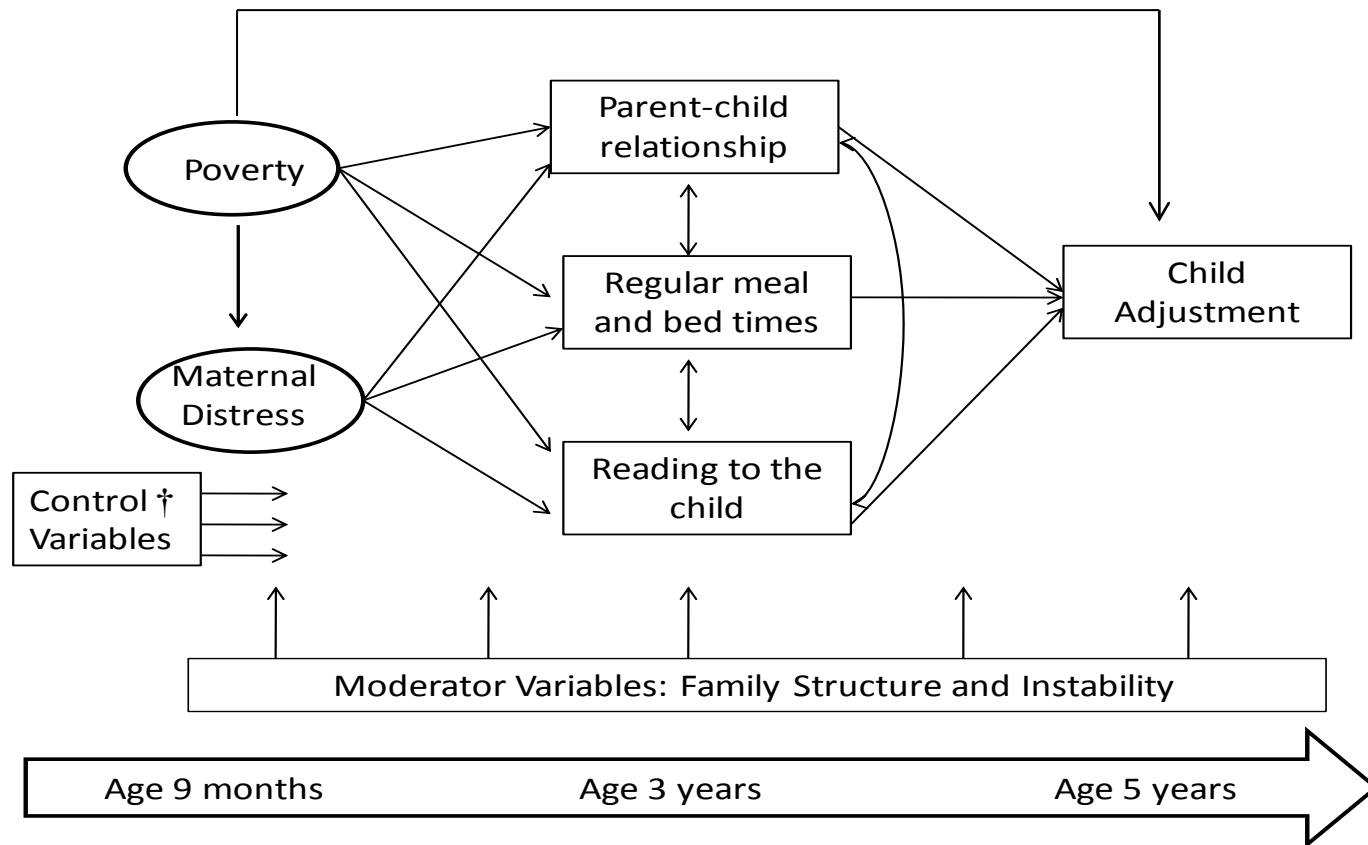 Parent-child
relationship
Poverty
Regular meal
and bed times
Child
Adjustment
Maternal
Distress
Reading to the
child
Control †
Variables
Moderator Variables: Family Structure and Instability
Age 9 months
Age 3 years
Age 5 years